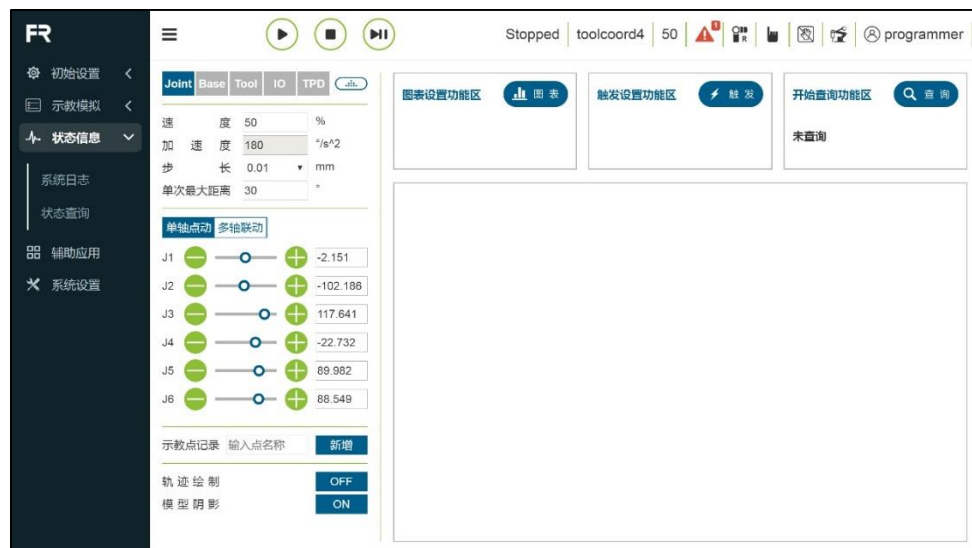 FR
Stopped toolcoord4 50 1 R programmer
初始设置
示教模拟
状态信息
系统日志
状态查询
辅助应用
系统设置
Joint Base Tool IO TPD
速 度 50 %
加 速 度 180 °/s^2
步 长 0.01 mm
单次最大距离 30 °
单轴点动 多轴联动
J1 -2.151
J2 -102.186
J3 117.641
J4 -22.732
J5 89.982
J6 88.549
示教点记录 输入点名称 新增
轨迹绘制 OFF
模型阴影 ON
图表设置功能区 图表
触发设置功能区 触发
开始查询功能区 查询
未查询